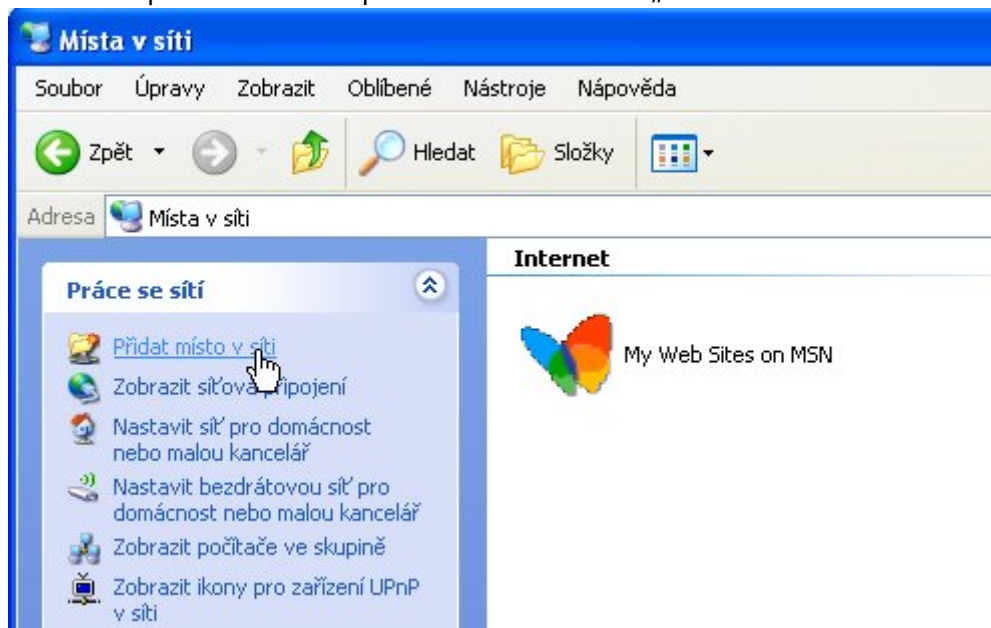 Místa v síti
Soubor Úpravy Zobrazit Oblíbené Nástroje Nápověda
Zpět Hledat Složky
Adresa Místa v síti
Internet
Práce se sítí
Přidat místo v síti
My Web Sites on MSN
Zobrazit síťová připojení
Nastavit síť pro domácnost
nebo malou kancelář
Nastavit bezdrátovou síť pro
domácnost nebo malou kancelář
Zobrazit počítače ve skupině
Zobrazit ikony pro zařízení UPnP
v síti